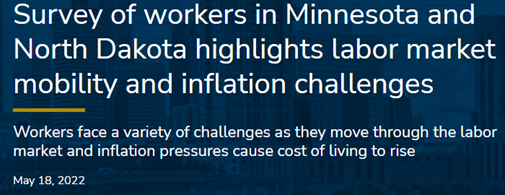 Survey of workers in Minnesota and
North Dakota highlights labor market
mobility and inflation challenges
Workers face a variety of challenges as they move through the labor
market and inflation pressures cause cost of living to rise
May 18, 2022